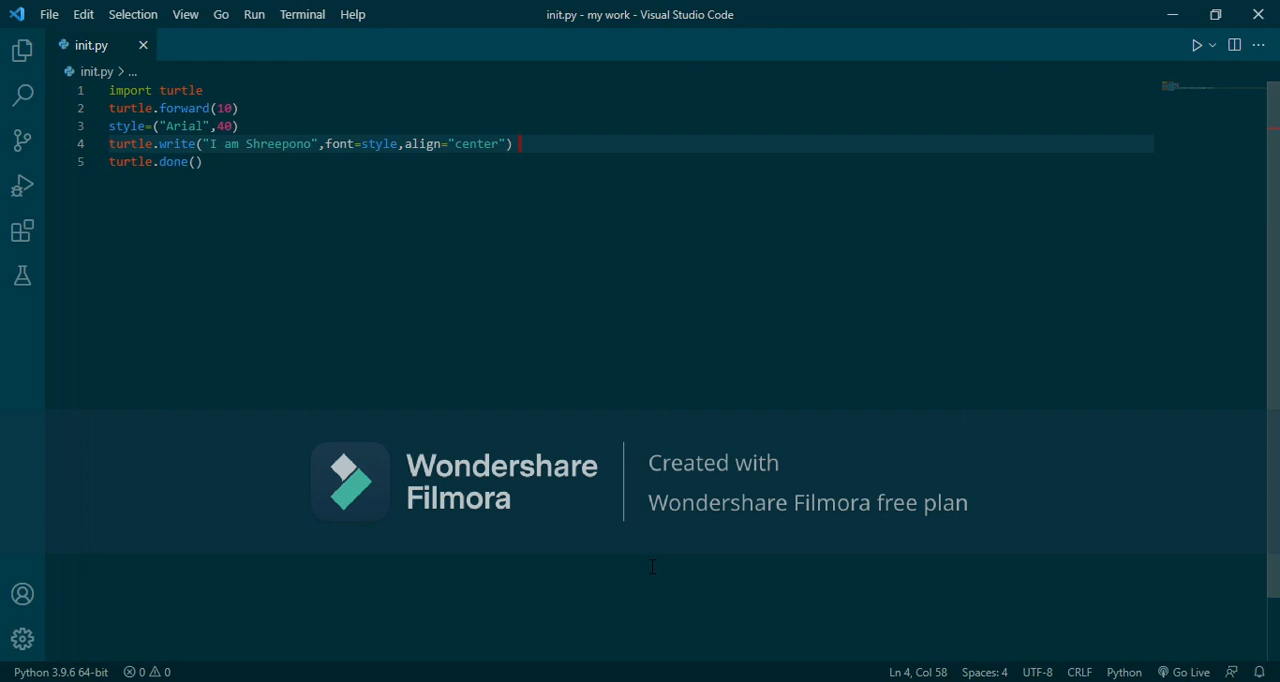 File Edit Selection View Go Run Terminal Help init.py - my work - Visual Studio Code
init.py
init.py > ...
1 import turtle
2 turtle.forward(10)
3 style=("Arial",40)
4 turtle.write("I am Shreepono",font=style,align="center")
5 turtle.done()
Wondershare Filmora
Created with
Wondershare Filmora free plan
Python 3.9.6 64-bit 0 0 Ln 4, Col 58 Spaces: 4 UTF-8 CRLF Python Go Live